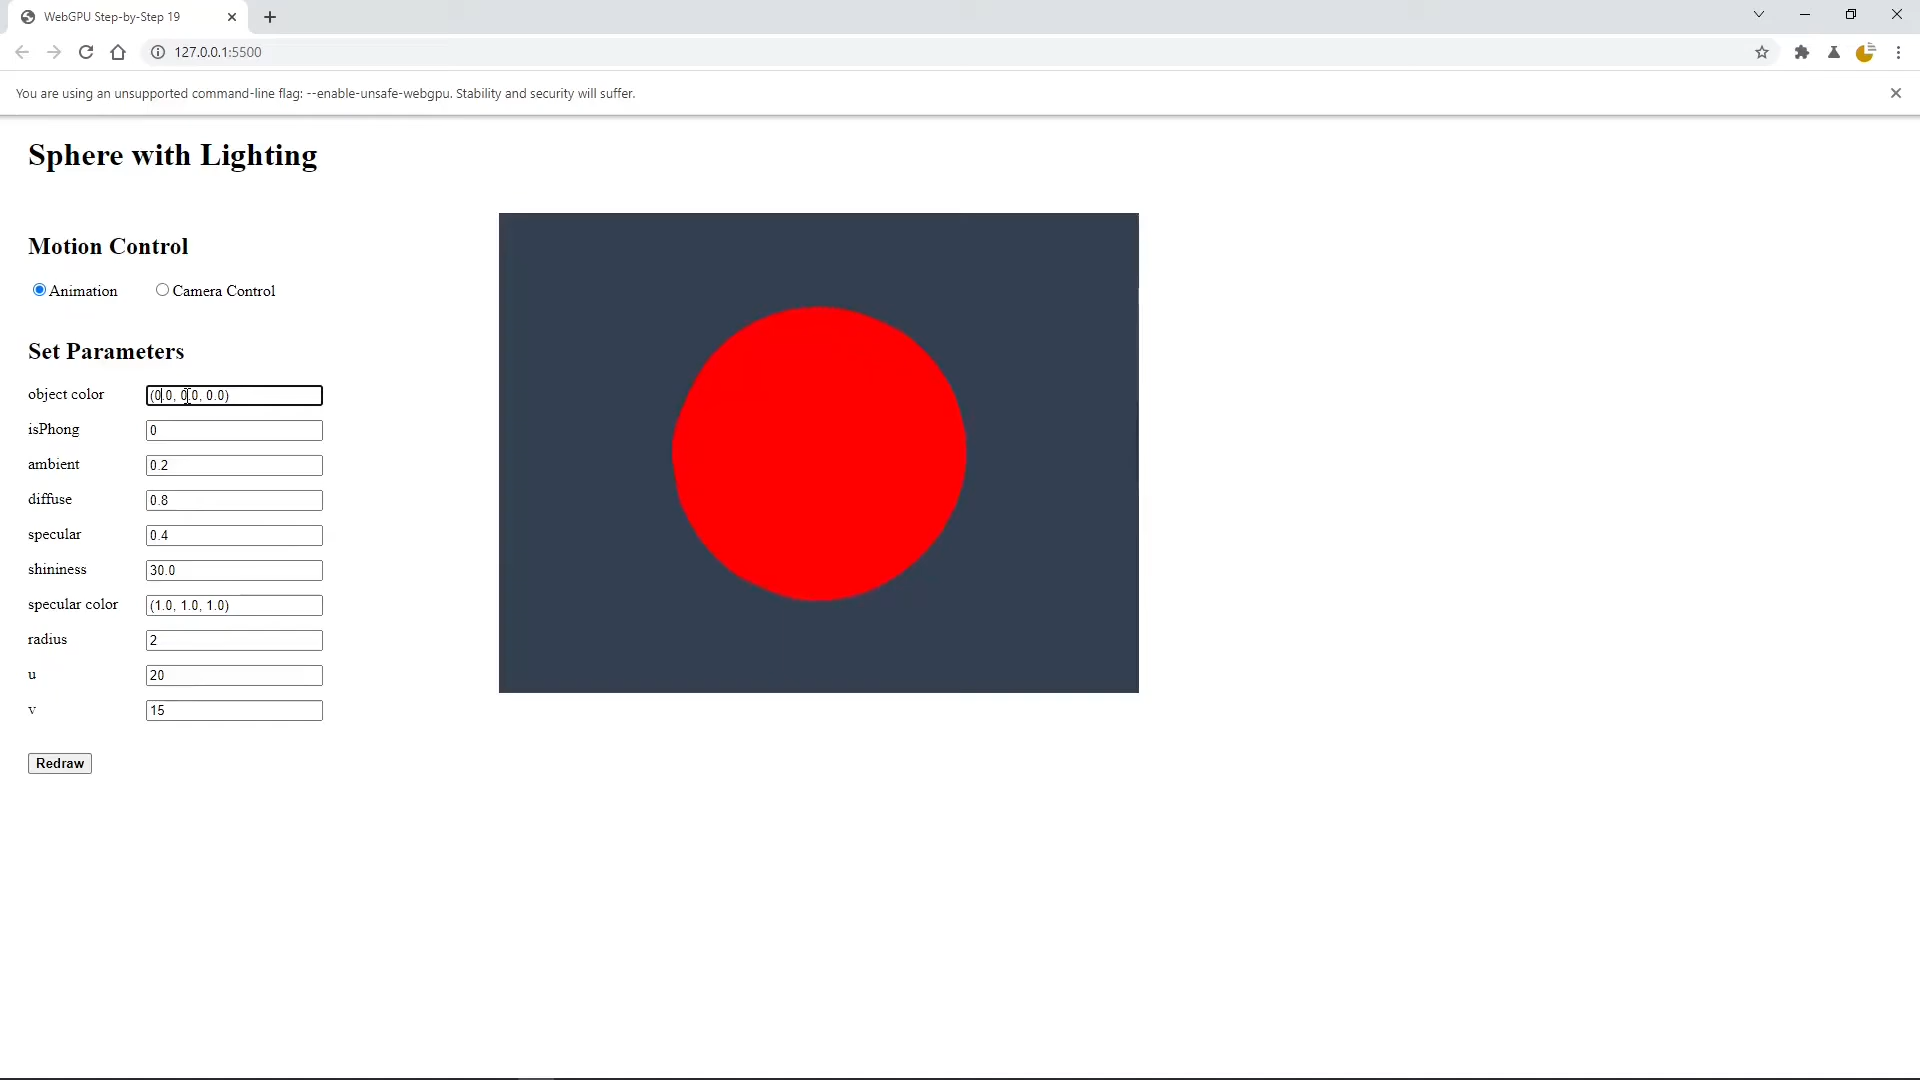 WebGPU Step-by-Step 19
127.0.0.1:5500
You are using an unsupported command-line flag: --enable-unsafe-webgpu. Stability and security will suffer.
Sphere with Lighting
Motion Control
Animation Camera Control
Set Parameters
object color (0.0, 0.0, 0.0)
isPhong 0
ambient 0.2
diffuse 0.8
specular 0.4
shininess 30.0
specular color (1.0, 1.0, 1.0)
radius 2
u 20
v 15
Redraw